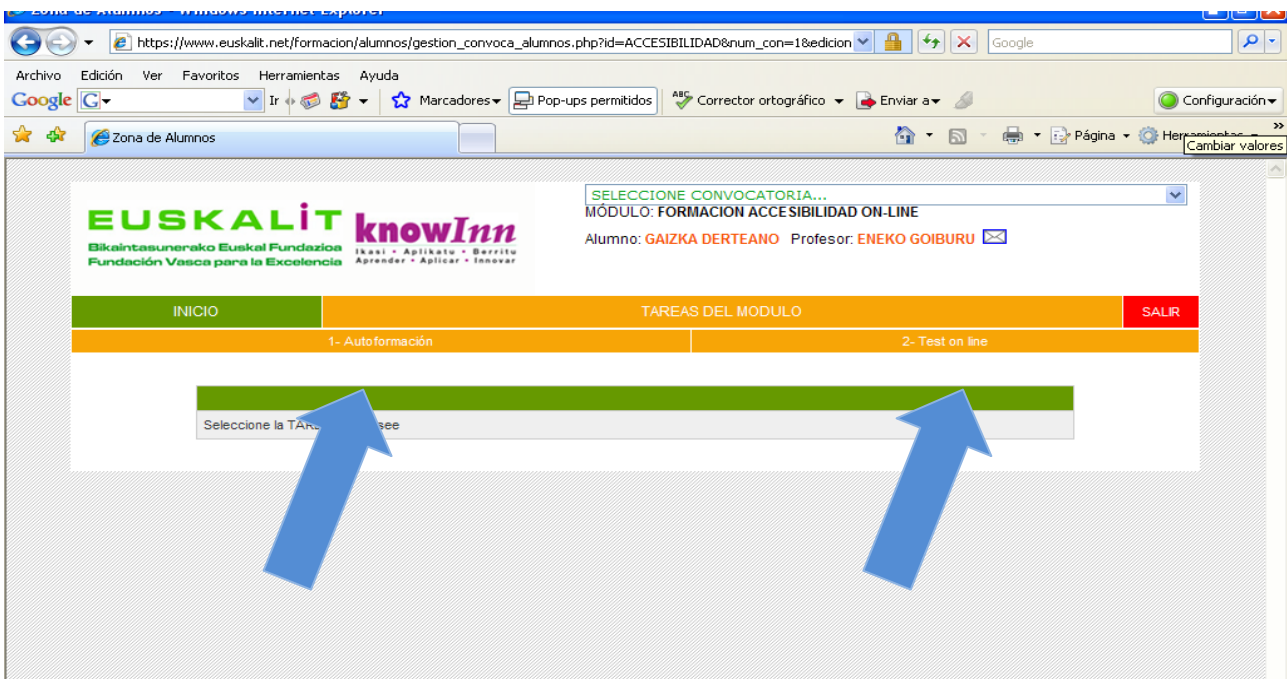 Zona de Alumnos - Windows Internet Explorer
https://www.euskalit.net/formacion/alumnos/gestion_convoca_alumnos.php?id=ACCESIBILIDAD&num_con=1&edicion
Google
Archivo Edición Ver Favoritos Herramientas Ayuda
Google G Ir Marcadores Pop-ups permitidos ABC Corrector ortográfico Enviar a Configuración
Zona de Alumnos Página Herramientas »
Cambiar valores
SELECCIONE CONVOCATORIA...
MÓDULO: FORMACION ACCESIBILIDAD ON-LINE
Alumno: GAIZKA DERTEANO Profesor: ENEKO GOIBURU
EUSKALIT
Bikaintasunerako Euskal Fundazioa
Fundación Vasca para la Excelencia
knowInn
Ikasi • Aplikatu • Berritu
Aprender • Aplicar • Innovar
INICIO TAREAS DEL MODULO SALIR
1- Autoformación 2- Test on line
Seleccione la see